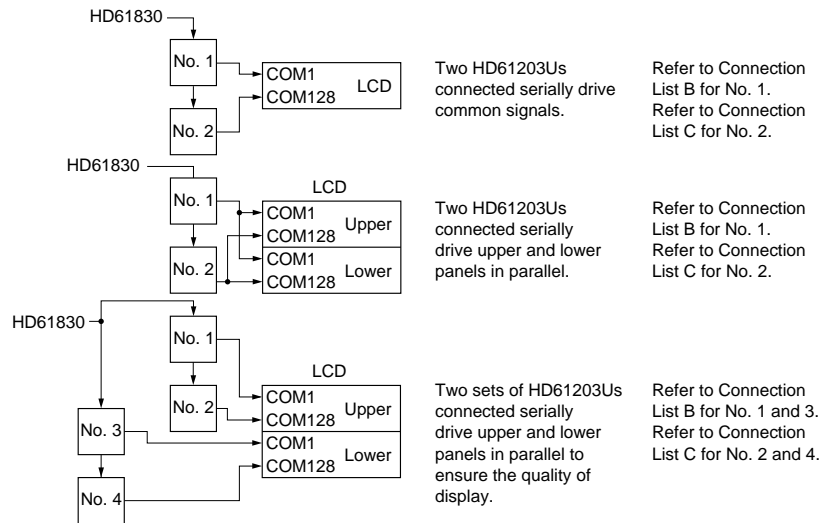 HD61830
No. 1
No. 2
COM1
COM128
LCD
Two HD61203Us
connected serially drive
common signals.
Refer to Connection
List B for No. 1.
Refer to Connection
List C for No. 2.
HD61830
No. 1
No. 2
LCD
COM1
COM128
Upper
COM1
COM128
Lower
Two HD61203Us
connected serially
drive upper and lower
panels in parallel.
Refer to Connection
List B for No. 1.
Refer to Connection
List C for No. 2.
HD61830
No. 1
No. 2
No. 3
No. 4
LCD
COM1
COM128
Upper
COM1
COM128
Lower
Two sets of HD61203Us
connected serially
drive upper and lower
panels in parallel to
ensure the quality of
display.
Refer to Connection
List B for No. 1 and 3.
Refer to Connection
List C for No. 2 and 4.